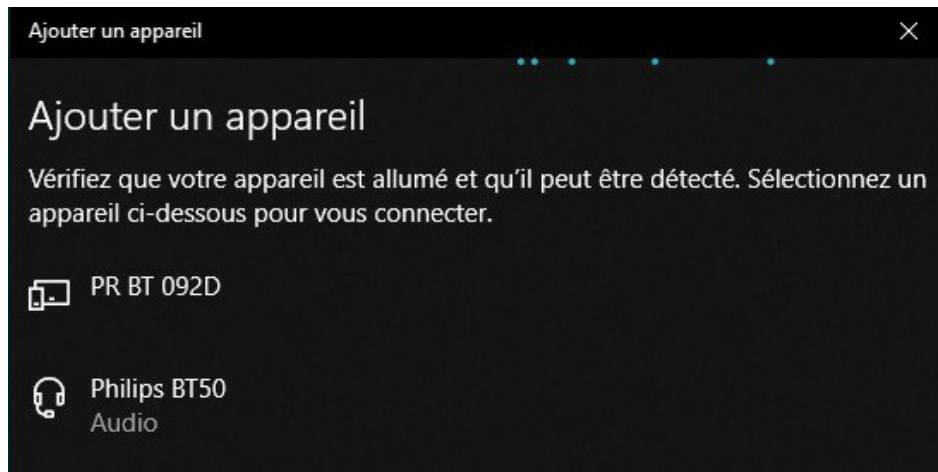 Ajouter un appareil
Ajouter un appareil
Vérifiez que votre appareil est allumé et qu'il peut être détecté. Sélectionnez un
appareil ci-dessous pour vous connecter.
PR BT 092D
Philips BT50
Audio